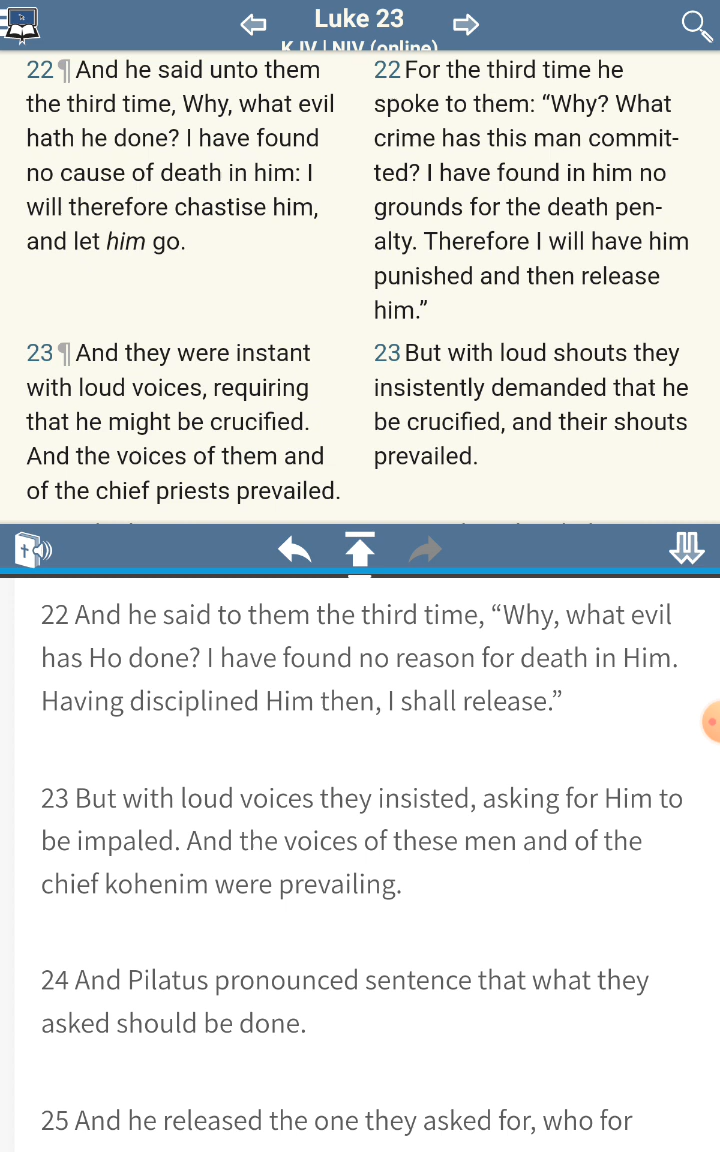 Luke 23
KJV | NIV (online)
22 ¶ And he said unto them
the third time, Why, what evil
hath he done? I have found
no cause of death in him: I
will therefore chastise him,
and let him go.
22 For the third time he
spoke to them: “Why? What
crime has this man commit-
ted? I have found in him no
grounds for the death pen-
alty. Therefore I will have him
punished and then release
him.”
23 ¶ And they were instant
with loud voices, requiring
that he might be crucified.
And the voices of them and
of the chief priests prevailed.
23 But with loud shouts they
insistently demanded that he
be crucified, and their shouts
prevailed.
22 And he said to them the third time, “Why, what evil
has Ho done? I have found no reason for death in Him.
Having disciplined Him then, I shall release.”
23 But with loud voices they insisted, asking for Him to
be impaled. And the voices of these men and of the
chief kohenim were prevailing.
24 And Pilatus pronounced sentence that what they
asked should be done.
25 And he released the one they asked for, who for